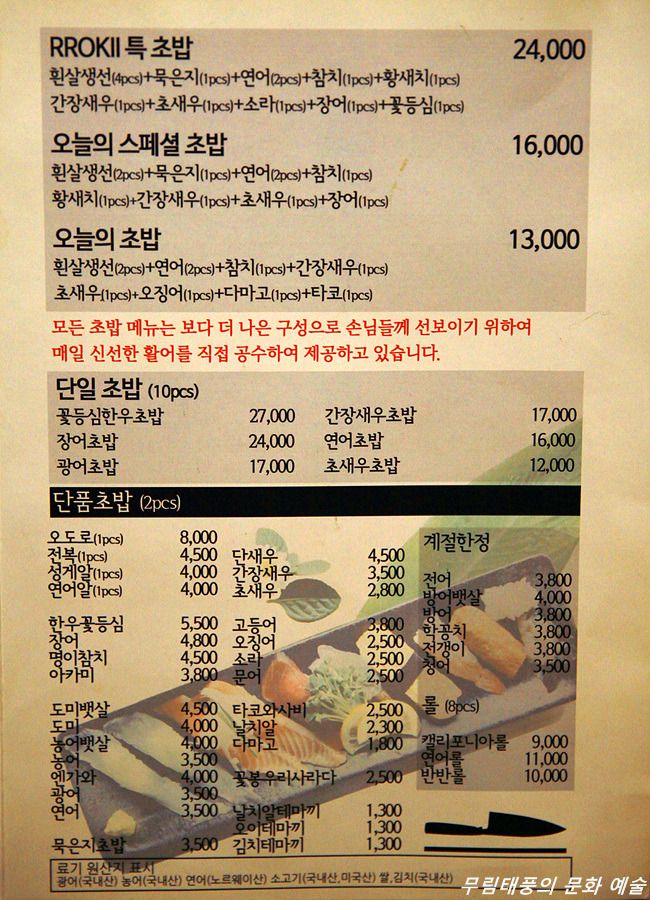 RROKII 특 초밥 24,000
흰살생선(4pcs)+묵은지(1pcs)+연어(2pcs)+참치(1pcs)+황새치(1pcs)
간장새우(1pcs)+초새우(1pcs)+소라(1pcs)+장어(1pcs)+꽃등심(1pcs)
오늘의 스페셜 초밥 16,000
흰살생선(2pcs)+묵은지(1pcs)+연어(2pcs)+참치(1pcs)
황새치(1pcs)+간장새우(1pcs)+초새우(1pcs)+장어(1pcs)
오늘의 초밥 13,000
흰살생선(2pcs)+연어(2pcs)+참치(1pcs)+간장새우(1pcs)
초새우(1pcs)+오징어(1pcs)+다마고(1pcs)+타코(1pcs)
모든 초밥 메뉴는 보다 더 나은 구성으로 손님들께 선보이기 위하여
매일 신선한 활어를 직접 공수하여 제공하고 있습니다.
단일 초밥 (10pcs)
꽃등심한우초밥 27,000 간장새우초밥 17,000
장어초밥 24,000 연어초밥 16,000
광어초밥 17,000 초새우초밥 12,000
단품초밥 (2pcs)
오도로(1pcs) 8,000
전복(1pcs) 4,500
성게알(1pcs) 4,000
연어알(1pcs) 4,000
한우꽃등심 5,500
장어 4,800
명이참치 4,500
아카미 3,800
도미뱃살 4,500
도미 4,000
농어뱃살 4,000
농어 3,500
엔가와 4,000
광어 3,500
연어 3,500
묵은지초밥 3,500
단새우 4,500
간장새우 3,500
초새우 2,800
고등어 3,800
오징어 2,500
소라 2,500
문어 2,500
타코와사비 2,500
날치알 2,300
다마고 1,800
꽃봉우리사라다 2,500
날치알테마끼 1,300
오이테마끼 1,300
김치테마끼 1,300
계절한정
전어 3,800
방어뱃살 4,000
방어 3,800
학꽁치 3,800
전갱이 3,800
청어 3,500
롤 (8pcs)
캘리포니아롤 9,000
연어롤 11,000
반반롤 10,000
료기 원산지 표시
광어(국내산) 농어(국내산) 연어(노르웨이산) 소고기(국내산,미국산) 쌀,김치(국내산)
무림태풍의 문화 예술